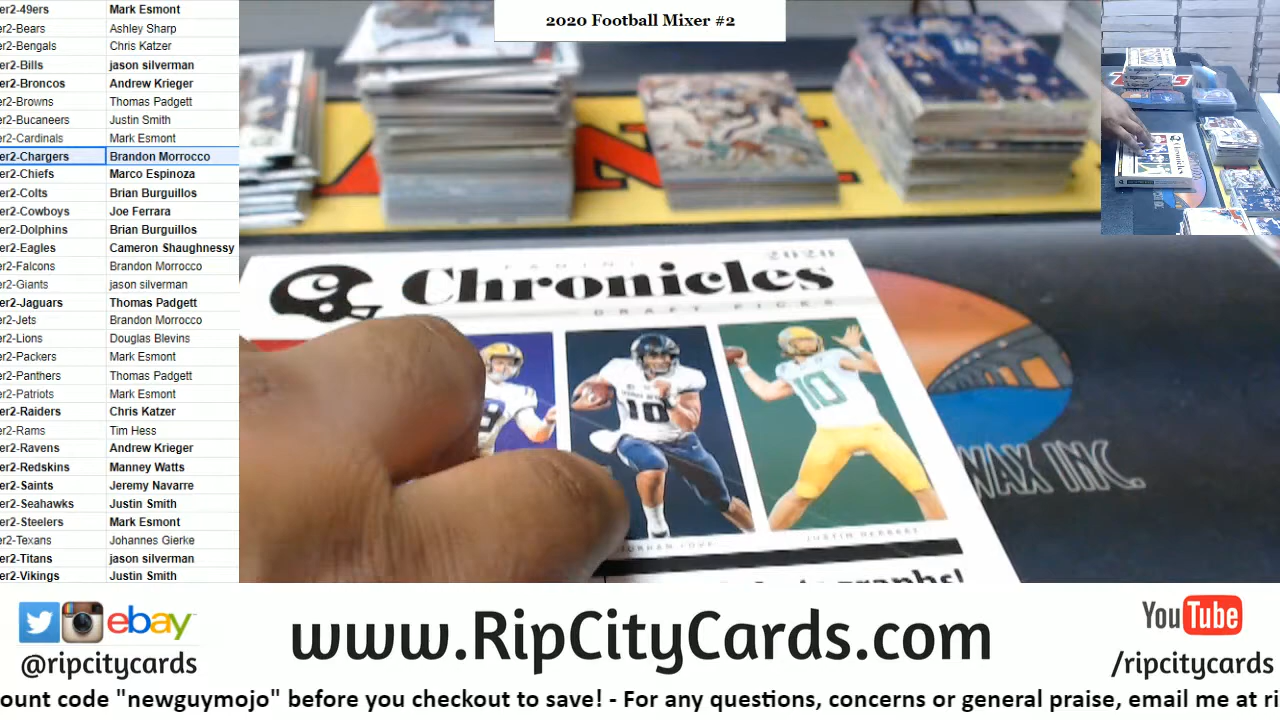 2020 Football Mixer #2
er2-49ers Mark Esmont
er2-Bears Ashley Sharp
er2-Bengals Chris Katzer
er2-Bills jason silverman
er2-Broncos Andrew Krieger
er2-Browns Thomas Padgett
er2-Bucaneers Justin Smith
er2-Cardinals Mark Esmont
er2-Chargers Brandon Morrocco
er2-Chiefs Marco Espinoza
er2-Colts Brian Burguillos
er2-Cowboys Joe Ferrara
er2-Dolphins Brian Burguillos
er2-Eagles Cameron Shaughnessy
er2-Falcons Brandon Morrocco
er2-Giants jason silverman
er2-Jaguars Thomas Padgett
er2-Jets Brandon Morrocco
er2-Lions Douglas Blevins
er2-Packers Mark Esmont
er2-Panthers Thomas Padgett
er2-Patriots Mark Esmont
er2-Raiders Chris Katzer
er2-Rams Tim Hess
er2-Ravens Andrew Krieger
er2-Redskins Manney Watts
er2-Saints Jeremy Navarre
er2-Seahawks Justin Smith
er2-Steelers Mark Esmont
er2-Texans Johannes Gierke
er2-Titans jason silverman
er2-Vikings Justin Smith
PANINI 2020
Chronicles
DRAFT PICKS
10
10
JORDAN LOVE
JUSTIN HERBERT
WAX INC.
Chronicles
ebay
@ripcitycards
www.RipCityCards.com
YouTube
/ripcitycards
ount code "newguymojo" before you checkout to save! - For any questions, concerns or general praise, email me at ri